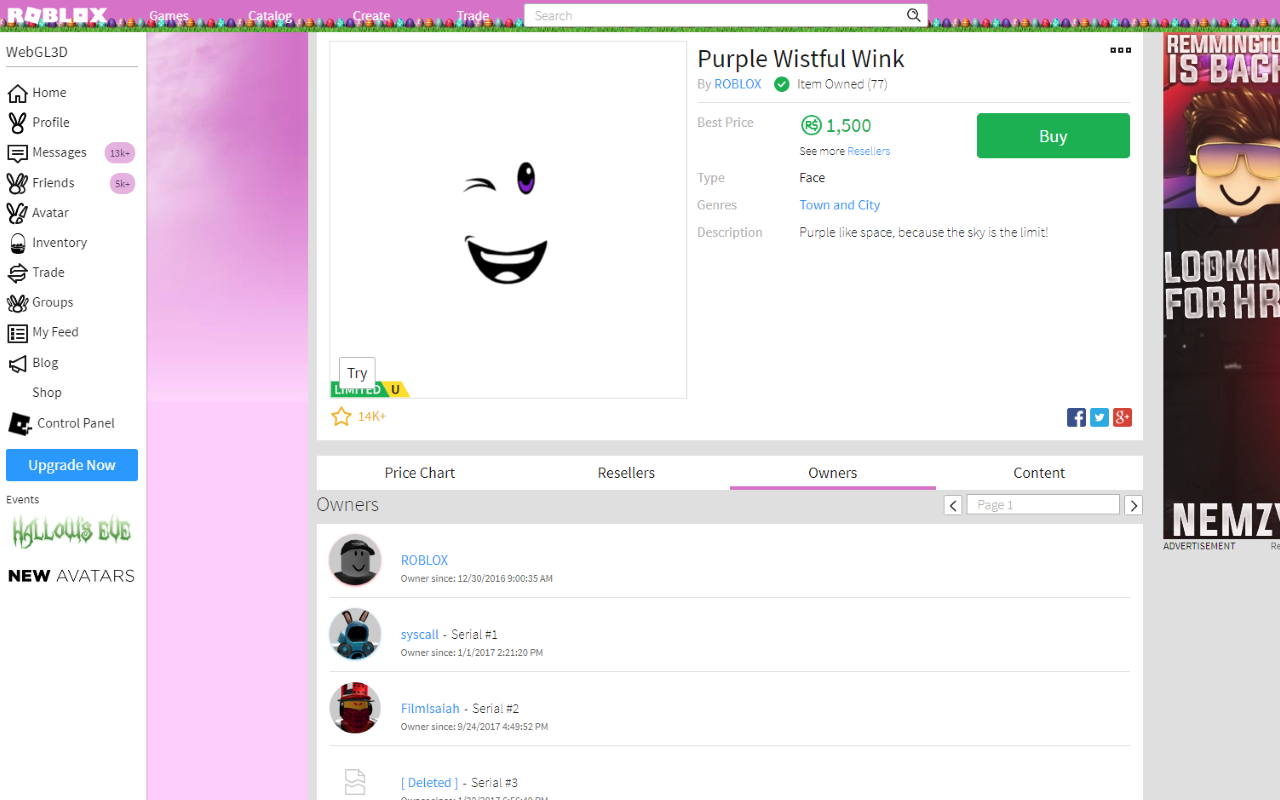 ROBLOX Games Catalog Create Trade Search
WebGL3D
Home
Profile
Messages 13k+
Friends 5k+
Avatar
Inventory
Trade
Groups
My Feed
Blog
Shop
Control Panel
Upgrade Now
Events
HALLOW'S EVE
NEW AVATARS
Purple Wistful Wink
By ROBLOX Item Owned (77)
Best Price R$ 1,500
See more Resellers
Buy
Type Face
Genres Town and City
Description Purple like space, because the sky is the limit!
Try
LIMITED U
14K+
f g+
Price Chart Resellers Owners Content
Owners
Page 1
ROBLOX
Owner since: 12/30/2016 9:00:35 AM
syscall - Serial #1
Owner since: 1/1/2017 2:21:20 PM
FilmIsaiah - Serial #2
Owner since: 9/24/2017 4:49:52 PM
[ Deleted ] - Serial #3
REMMINGTO
IS BACK
LOOKIN
FOR HR
NEMZY
ADVERTISEMENT Re